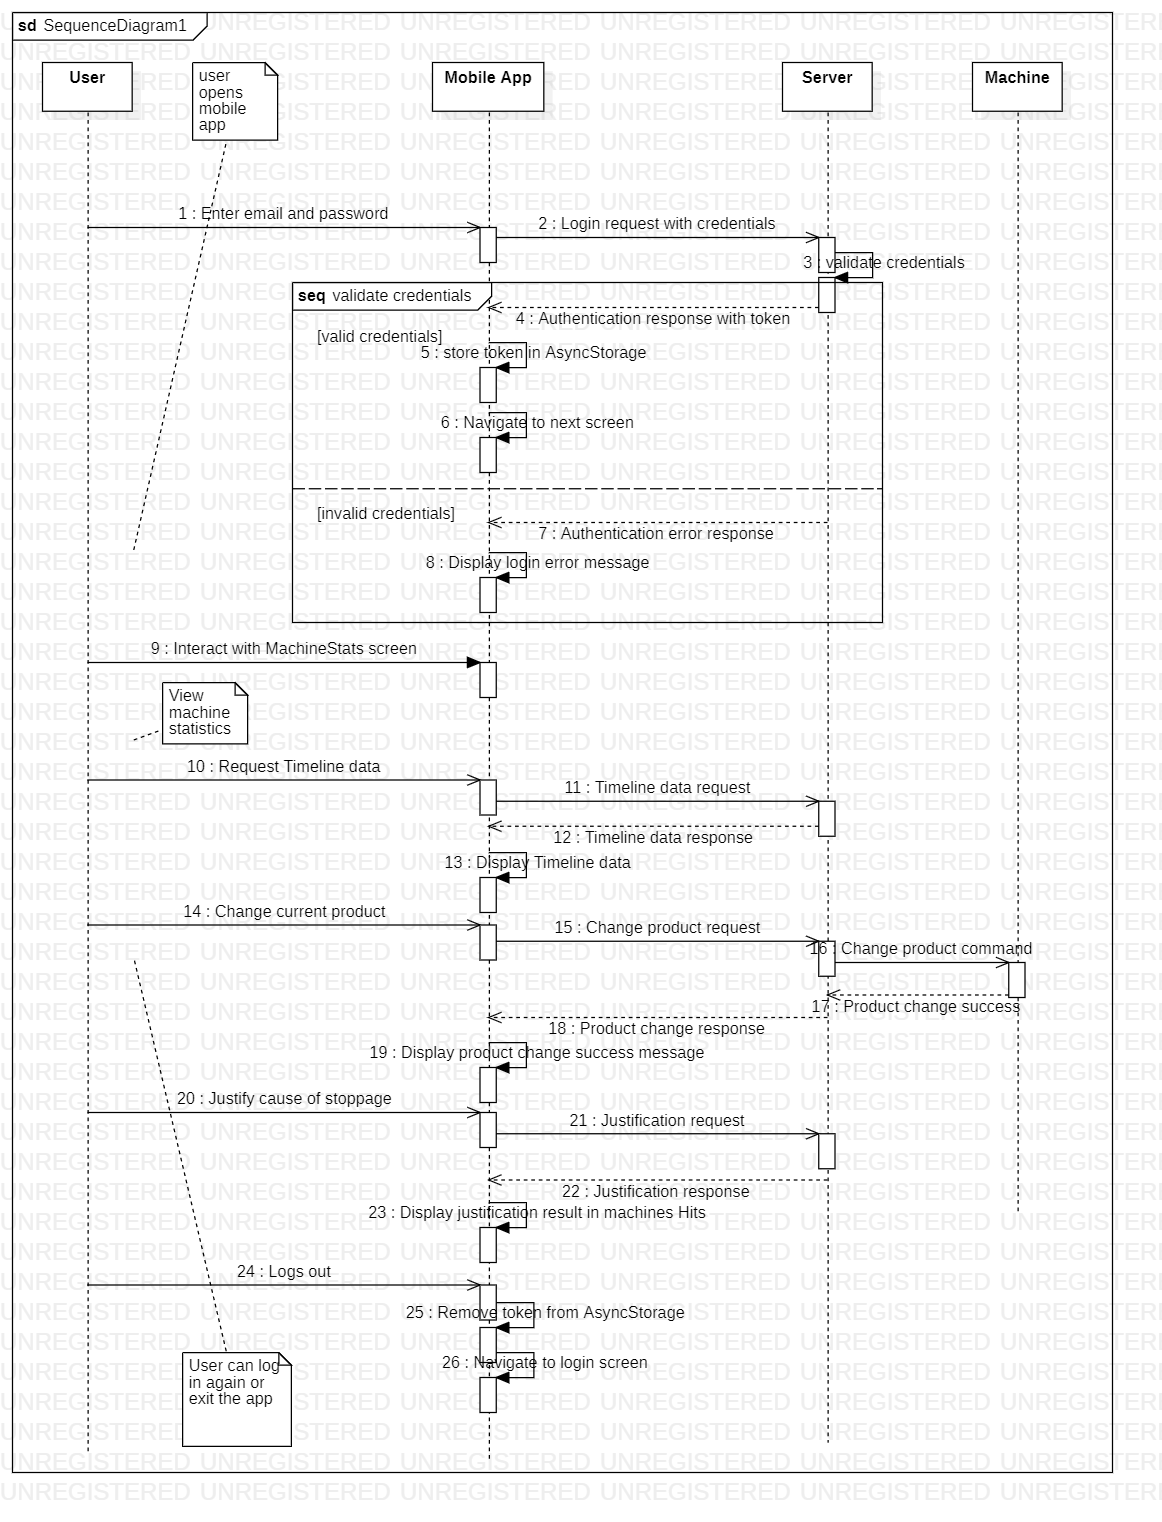 sd SequenceDiagram1
User
user
opens
mobile
app
Mobile App
Server
Machine
1 : Enter email and password
2 : Login request with credentials
3 : validate credentials
seq validate credentials
4 : Authentication response with token
[valid credentials]
5 : store token in AsyncStorage
6 : Navigate to next screen
[invalid credentials]
7 : Authentication error response
8 : Display login error message
9 : Interact with MachineStats screen
View
machine
statistics
10 : Request Timeline data
11 : Timeline data request
12 : Timeline data response
13 : Display Timeline data
14 : Change current product
15 : Change product request
16 : Change product command
17 : Product change success
18 : Product change response
19 : Display product change success message
20 : Justify cause of stoppage
21 : Justification request
22 : Justification response
23 : Display justification result in machines Hits
24 : Logs out
25 : Remove token from AsyncStorage
26 : Navigate to login screen
User can log
in again or
exit the app
UNREGISTERED UNREGISTERED UNREGISTERED UNREGISTERED UNREGISTERED UNREGISTERI